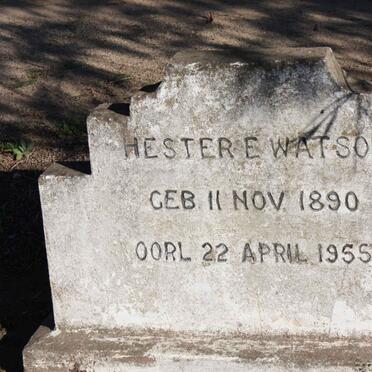 HESTER E WATSO
GEB 11 NOV 1890
OORL 22 APRIL 1955